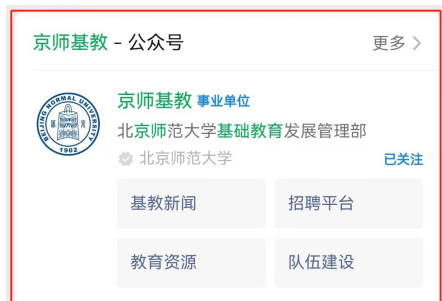 京师基教 - 公众号
更多 >
京师基教 事业单位
北京师范大学基础教育发展管理部
北京师范大学
已关注
BEIJING NORMAL UNIVERSITY
1902
基教新闻
招聘平台
教育资源
队伍建设